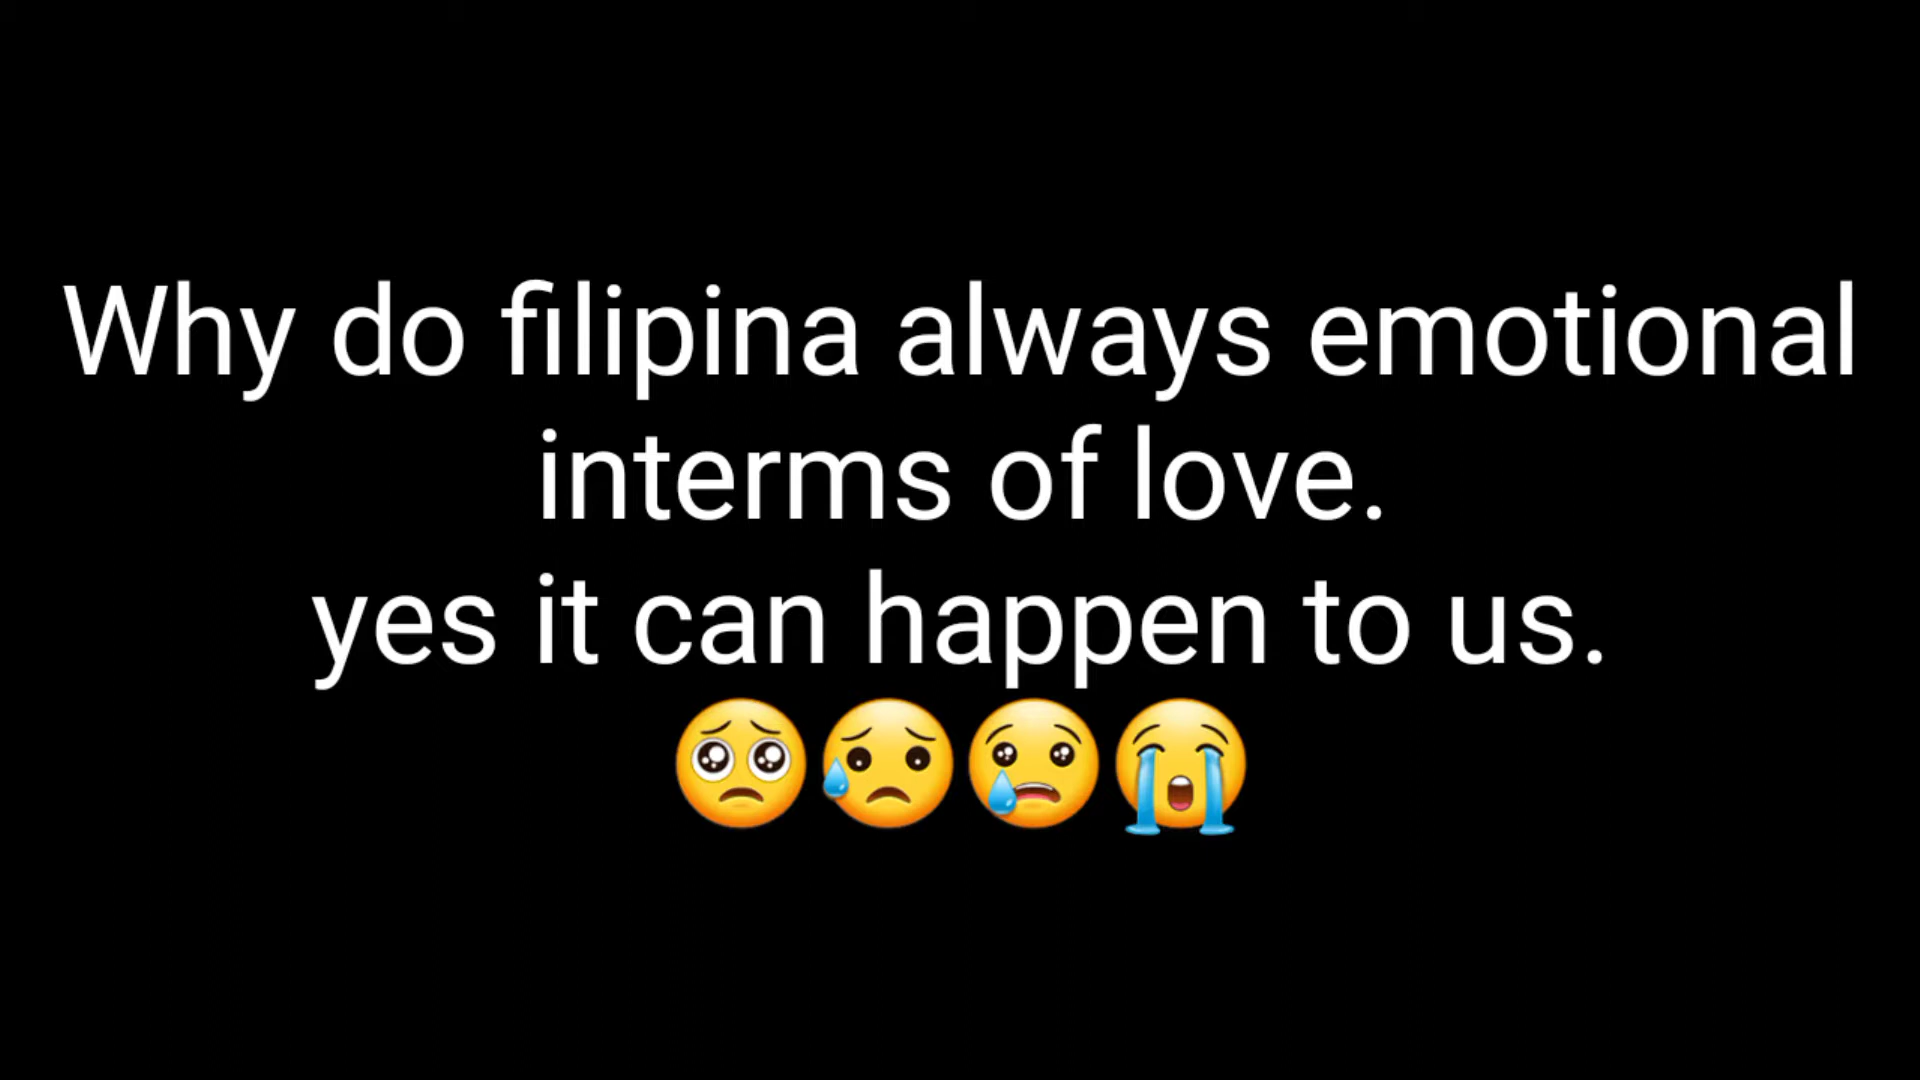 Why do filipina always emotional
interms of love.
yes it can happen to us.
🥺😥😢😭